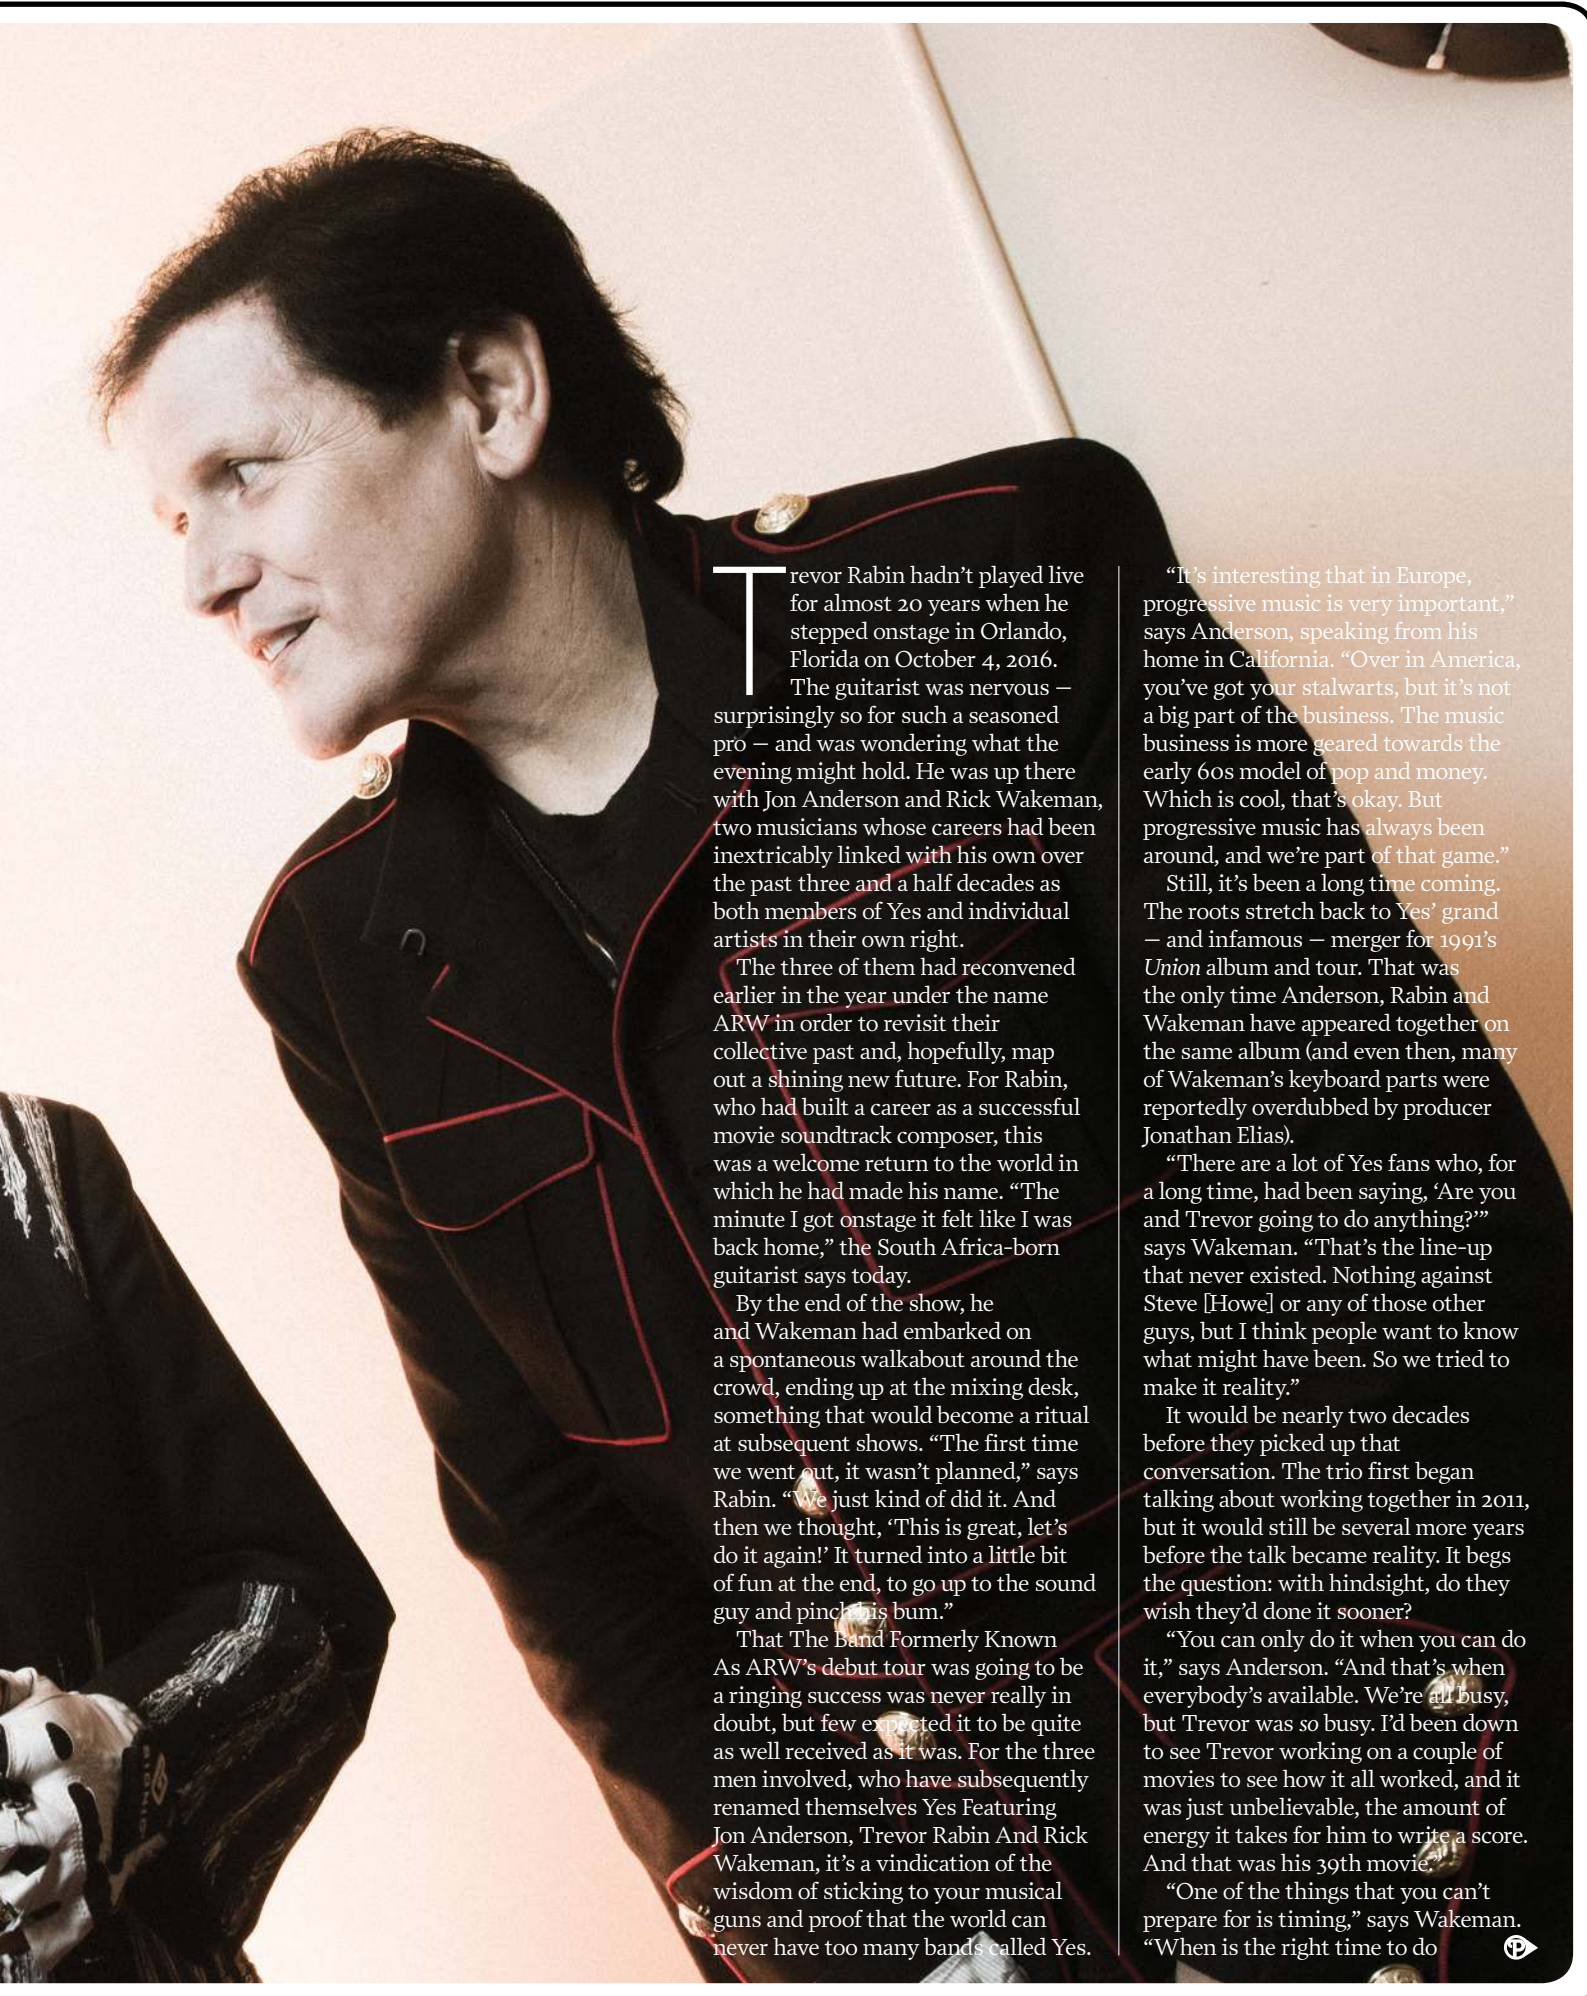 Trevor Rabin hadn’t played live
for almost 20 years when he
stepped onstage in Orlando,
Florida on October 4, 2016.
The guitarist was nervous —
surprisingly so for such a seasoned
pro — and was wondering what the
evening might hold. He was up there
with Jon Anderson and Rick Wakeman,
two musicians whose careers had been
inextricably linked with his own over
the past three and a half decades as
both members of Yes and individual
artists in their own right.
The three of them had reconvened
earlier in the year under the name
ARW in order to revisit their
collective past and, hopefully, map
out a shining new future. For Rabin,
who had built a career as a successful
movie soundtrack composer, this
was a welcome return to the world in
which he had made his name. “The
minute I got onstage it felt like I was
back home,” the South Africa-born
guitarist says today.
By the end of the show, he
and Wakeman had embarked on
a spontaneous walkabout around the
crowd, ending up at the mixing desk,
something that would become a ritual
at subsequent shows. “The first time
we went out, it wasn’t planned,” says
Rabin. “We just kind of did it. And
then we thought, ‘This is great, let’s
do it again!’ It turned into a little bit
of fun at the end, to go up to the sound
guy and pinch his bum.”
That The Band Formerly Known
As ARW’s debut tour was going to be
a ringing success was never really in
doubt, but few expected it to be quite
as well received as it was. For the three
men involved, who have subsequently
renamed themselves Yes Featuring
Jon Anderson, Trevor Rabin And Rick
Wakeman, it’s a vindication of the
wisdom of sticking to your musical
guns and proof that the world can
never have too many bands called Yes.
“It’s interesting that in Europe,
progressive music is very important,”
says Anderson, speaking from his
home in California. “Over in America,
you’ve got your stalwarts, but it’s not
a big part of the business. The music
business is more geared towards the
early 60s model of pop and money.
Which is cool, that’s okay. But
progressive music has always been
around, and we’re part of that game.”
Still, it’s been a long time coming.
The roots stretch back to Yes’ grand
— and infamous — merger for 1991’s
Union album and tour. That was
the only time Anderson, Rabin and
Wakeman have appeared together on
the same album (and even then, many
of Wakeman’s keyboard parts were
reportedly overdubbed by producer
Jonathan Elias).
“There are a lot of Yes fans who, for
a long time, had been saying, ‘Are you
and Trevor going to do anything?’”
says Wakeman. “That’s the line-up
that never existed. Nothing against
Steve [Howe] or any of those other
guys, but I think people want to know
what might have been. So we tried to
make it reality.”
It would be nearly two decades
before they picked up that
conversation. The trio first began
talking about working together in 2011,
but it would still be several more years
before the talk became reality. It begs
the question: with hindsight, do they
wish they’d done it sooner?
“You can only do it when you can do
it,” says Anderson. “And that’s when
everybody’s available. We’re all busy,
but Trevor was so busy. I’d been down
to see Trevor working on a couple of
movies to see how it all worked, and it
was just unbelievable, the amount of
energy it takes for him to write a score.
And that was his 39th movie.”
“One of the things that you can’t
prepare for is timing,” says Wakeman.
“When is the right time to do
P